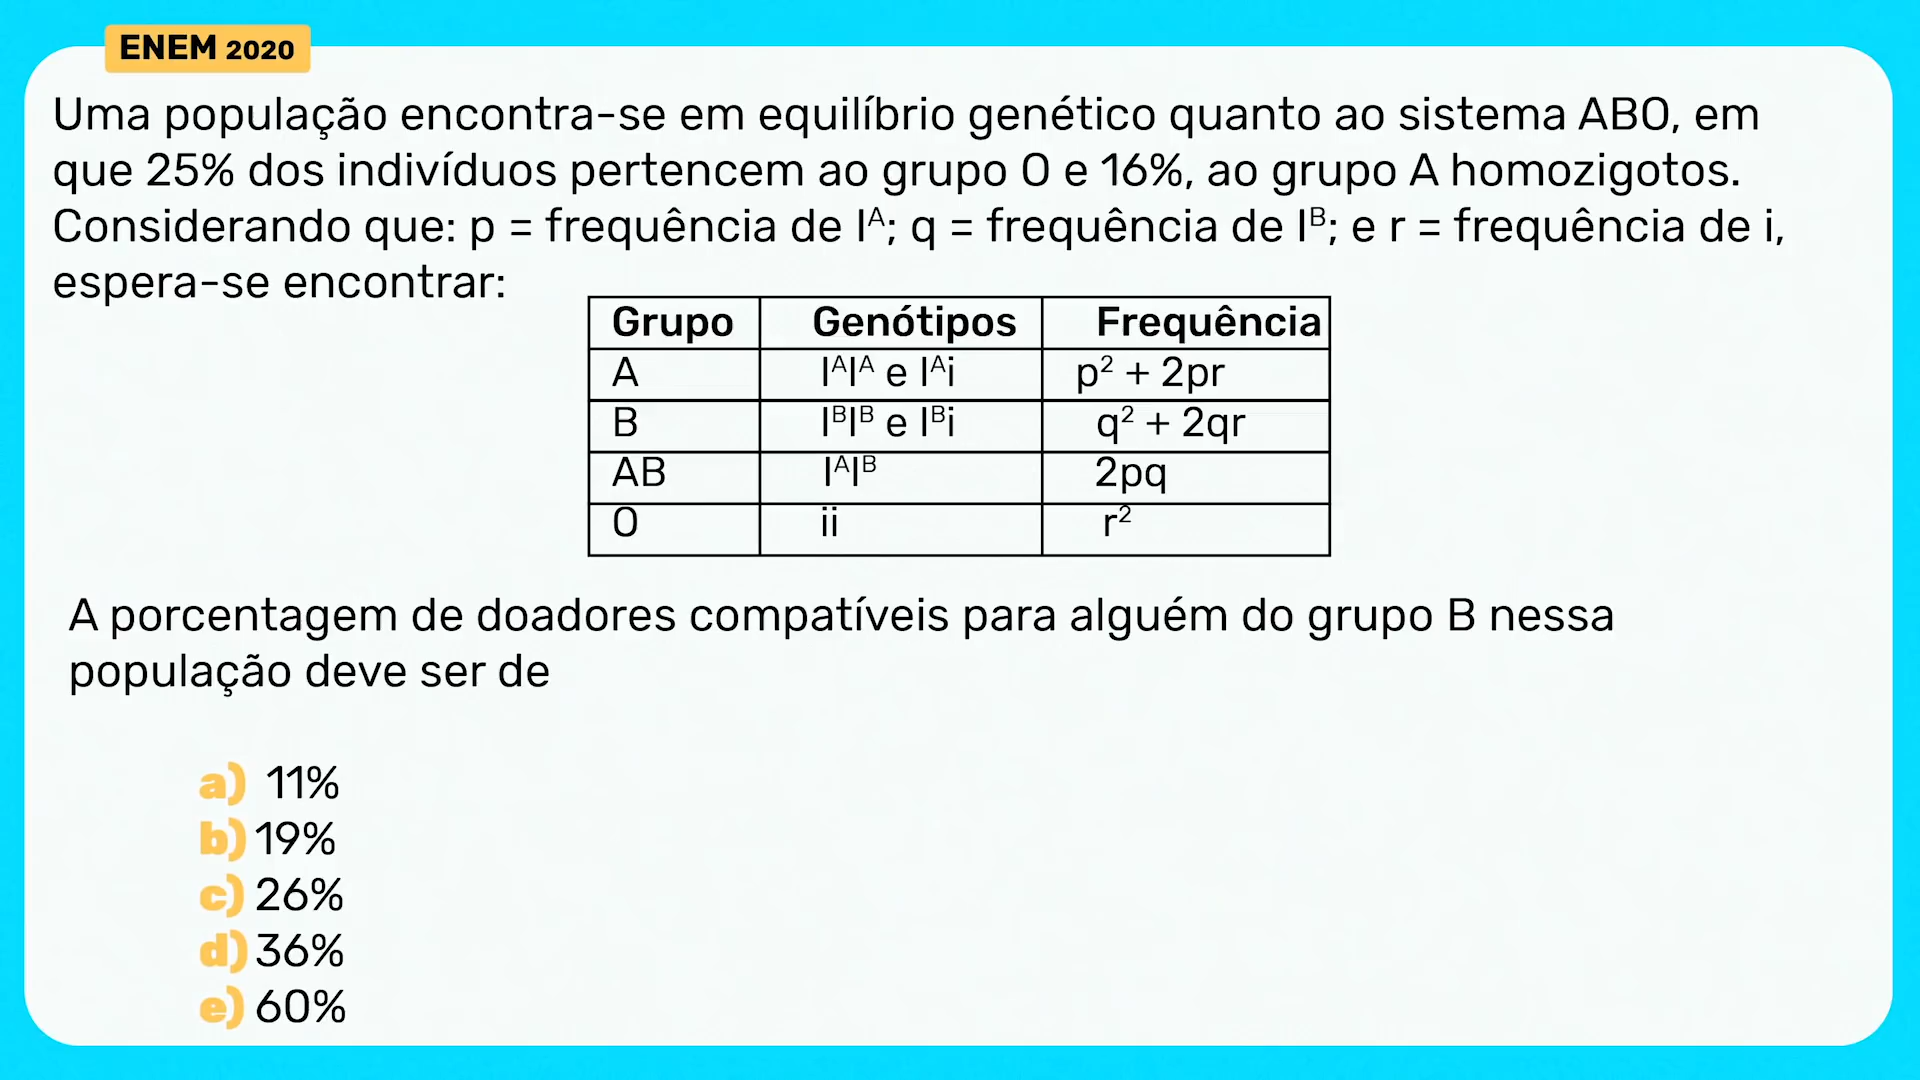 ENEM 2020
Uma população encontra-se em equilíbrio genético quanto ao sistema ABO, em
que 25% dos indivíduos pertencem ao grupo O e 16%, ao grupo A homozigotos.
Considerando que: p = frequência de Iᴬ; q = frequência de Iᴮ; e r = frequência de i,
espera-se encontrar:
Grupo Genótipos Frequência
A IᴬIᴬ e Iᴬi p² + 2pr
B IᴮIᴮ e Iᴮi q² + 2qr
AB IᴬIᴮ 2pq
O ii r²
A porcentagem de doadores compatíveis para alguém do grupo B nessa
população deve ser de
a) 11%
b) 19%
c) 26%
d) 36%
e) 60%